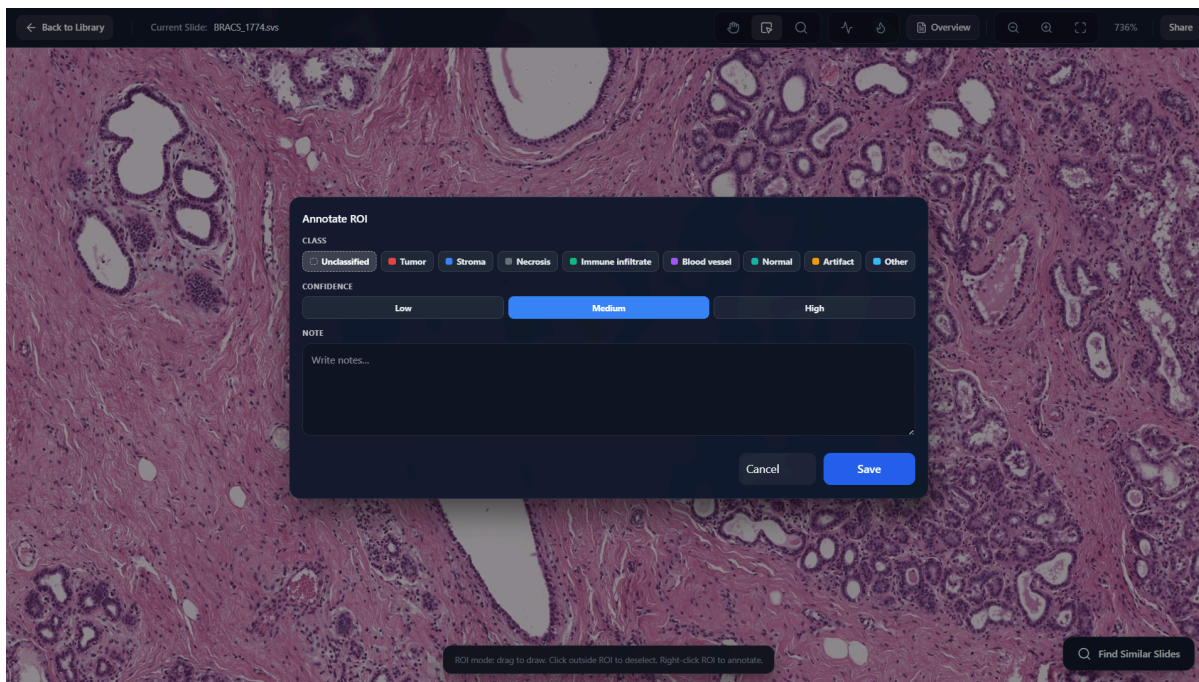 ← Back to Library Current Slide: BRACS_1774.svs Overview 736% Share
Annotate ROI
CLASS
Unclassified Tumor Stroma Necrosis Immune infiltrate Blood vessel Normal Artifact Other
CONFIDENCE
Low Medium High
NOTE
Write notes...
Cancel Save
ROI mode: drag to draw. Click outside ROI to deselect. Right-click ROI to annotate.
Find Similar Slides